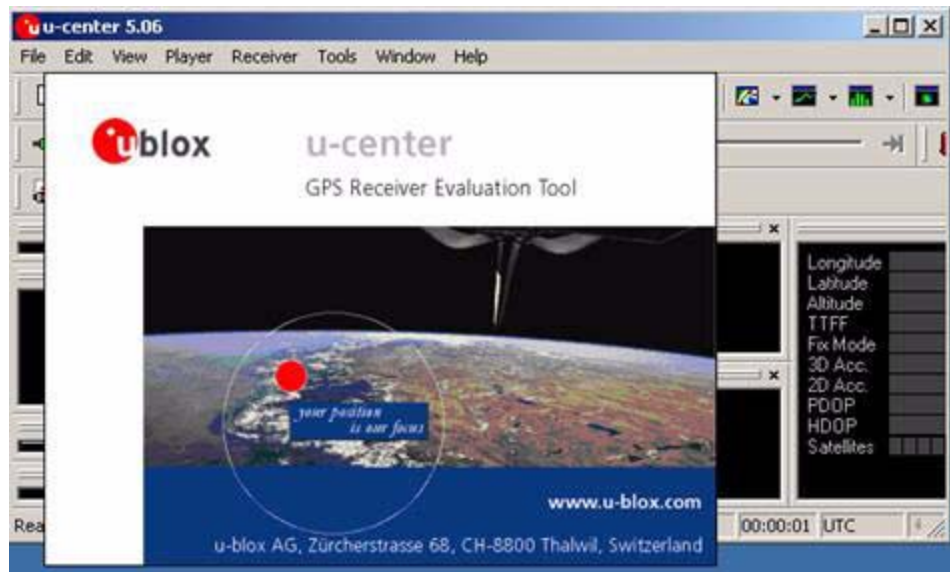 u-center 5.06
File Edit View Player Receiver Tools Window Help
ublox
u-center
GPS Receiver Evaluation Tool
Longitude
Latitude
Altitude
TTFF
Fix Mode
3D Acc.
2D Acc.
PDOP
HDOP
Satellites
your position
is our focus
www.u-blox.com
u-blox AG, Zürcherstrasse 68, CH-8800 Thalwil, Switzerland
00:00:01 UTC